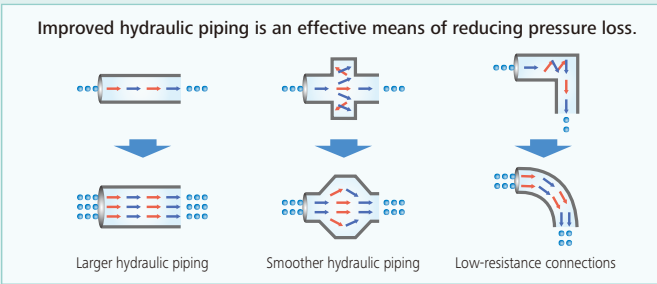 Improved hydraulic piping is an effective means of reducing pressure loss.
Larger hydraulic piping
Smoother hydraulic piping
Low-resistance connections